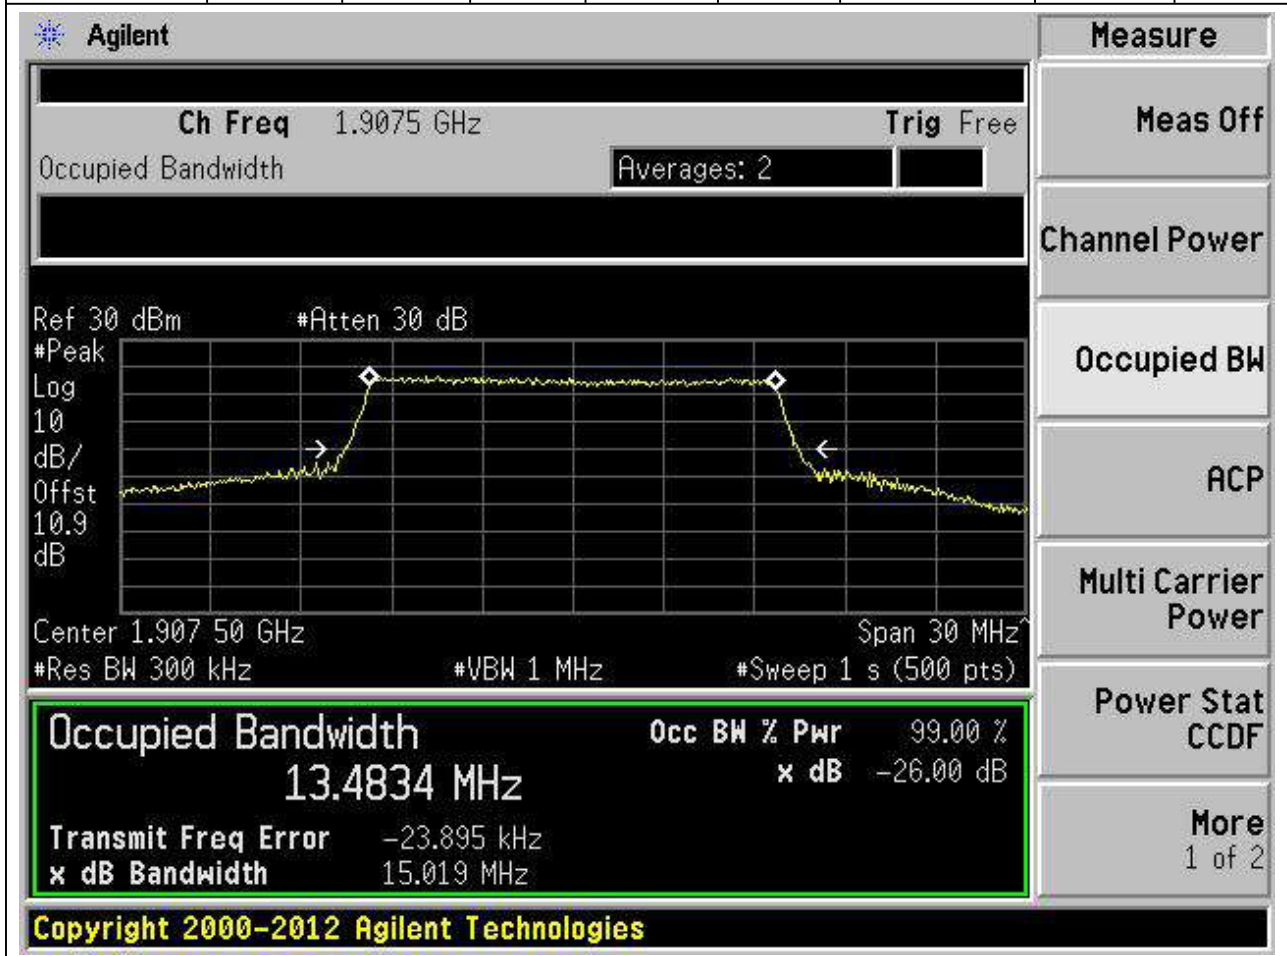 Agilent
Measure
Ch Freq 1.9075 GHz Trig Free
Meas Off
Occupied Bandwidth Averages: 2
Channel Power
Ref 30 dBm #Atten 30 dB
#Peak
Log
10
dB/
Offst
10.9
dB
Occupied BW
ACP
Center 1.907 50 GHz Span 30 MHz^
#Res BW 300 kHz #VBW 1 MHz #Sweep 1 s (500 pts)
Multi Carrier
Power
Occupied Bandwidth Occ BW % Pwr 99.00 %
13.4834 MHz x dB -26.00 dB
Power Stat
CCDF
Transmit Freq Error -23.895 kHz
x dB Bandwidth 15.019 MHz
More
1 of 2
Copyright 2000-2012 Agilent Technologies